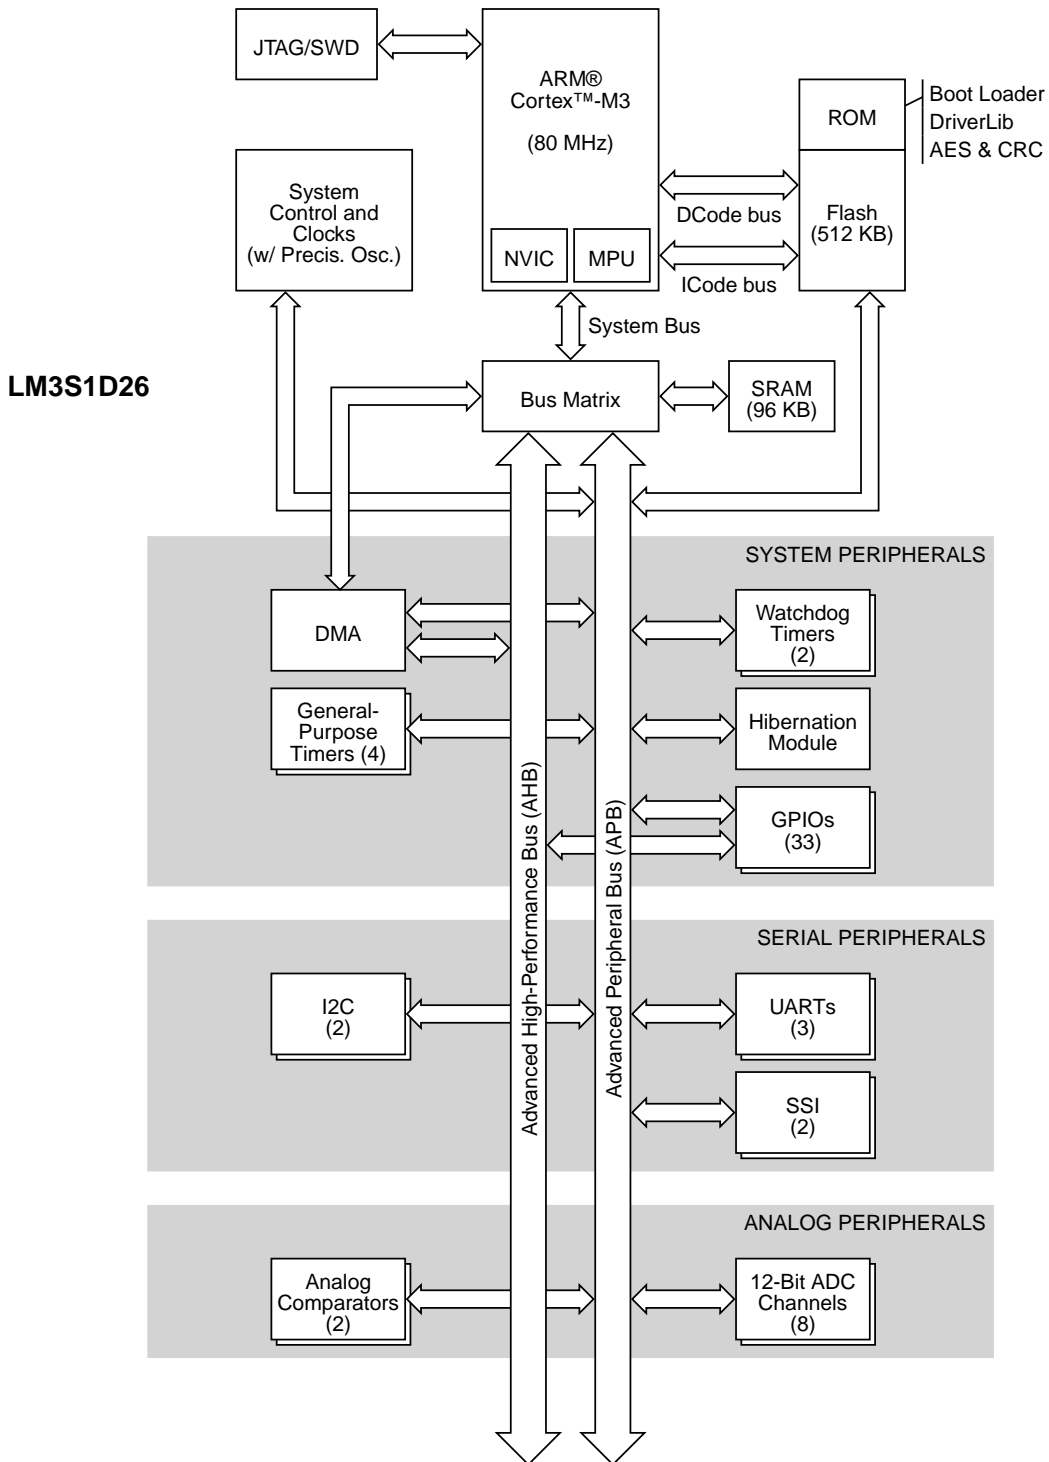 JTAG/SWD
ARM®
Cortex™-M3
(80 MHz)
NVIC
MPU
ROM
Boot Loader
DriverLib
AES & CRC
System
Control and
Clocks
(w/ Precis. Osc.)
DCode bus
Flash
(512 KB)
ICode bus
System Bus
LM3S1D26
Bus Matrix
SRAM
(96 KB)
SYSTEM PERIPHERALS
DMA
Watchdog
Timers
(2)
General-
Purpose
Timers (4)
Hibernation
Module
GPIOs
(33)
Advanced High-Performance Bus (AHB)
Advanced Peripheral Bus (APB)
SERIAL PERIPHERALS
I2C
(2)
UARTs
(3)
SSI
(2)
ANALOG PERIPHERALS
Analog
Comparators
(2)
12-Bit ADC
Channels
(8)